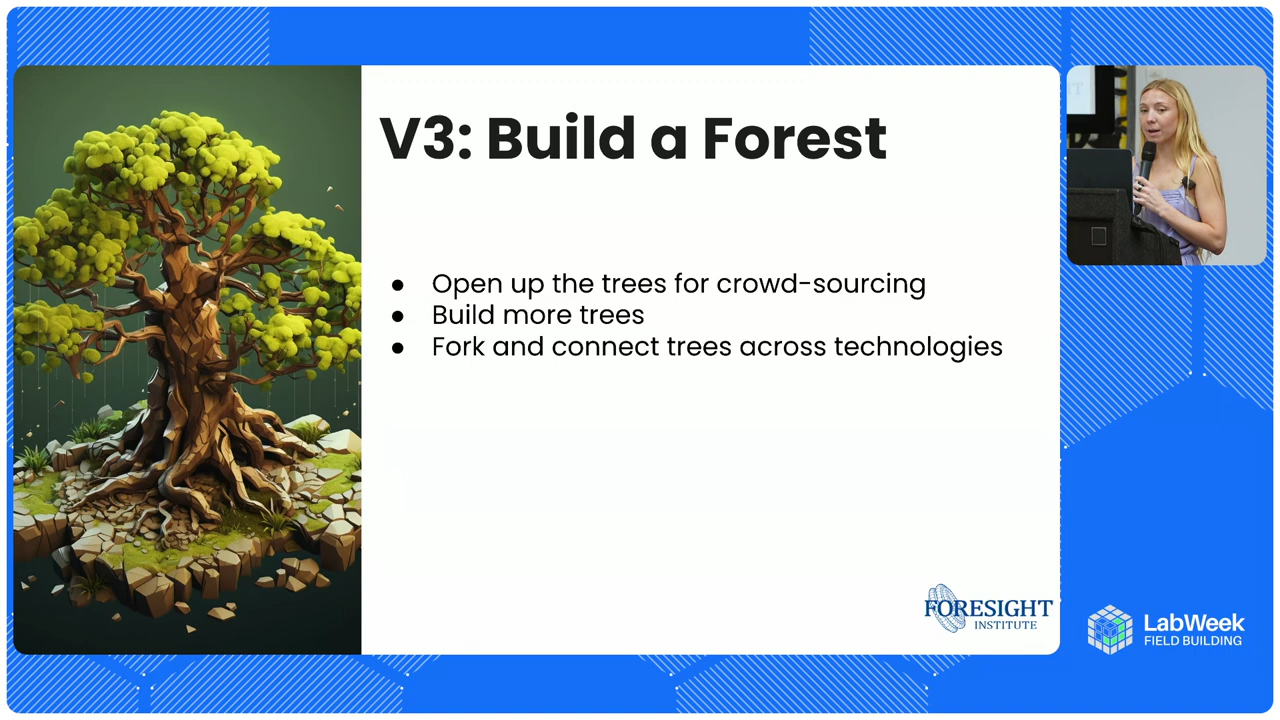 V3: Build a Forest
● Open up the trees for crowd-sourcing
● Build more trees
● Fork and connect trees across technologies
FORESIGHT
INSTITUTE
LabWeek
FIELD BUILDING